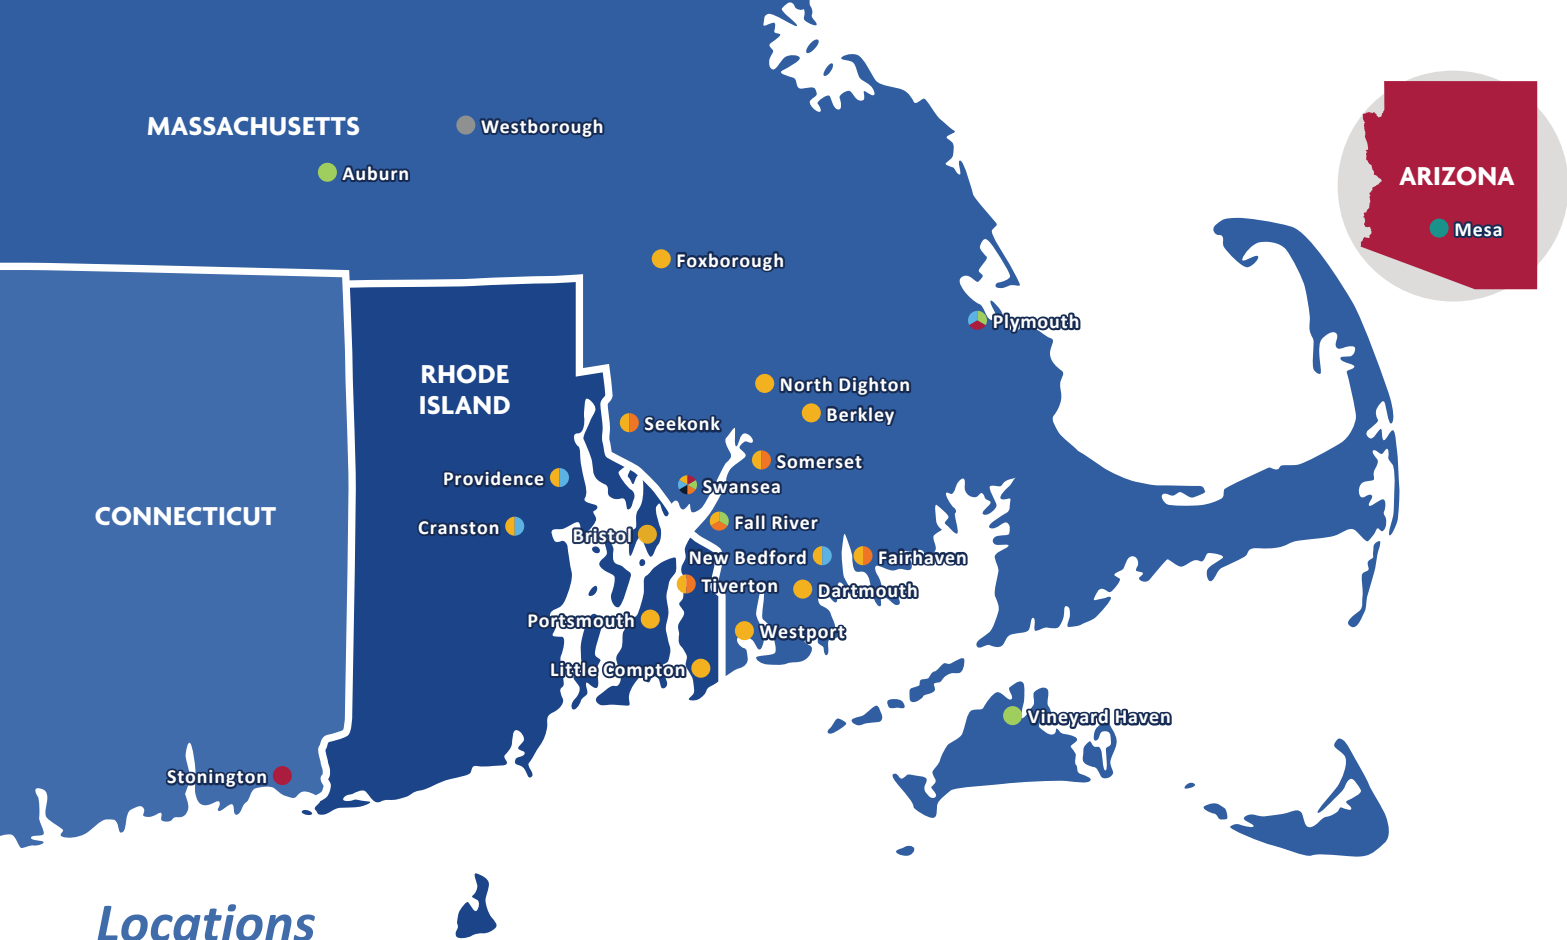 MASSACHUSETTS
Westborough
Auburn
ARIZONA
Mesa
Foxborough
Plymouth
RHODE
ISLAND
North Dighton
Berkley
Seekonk
Somerset
Providence
Swansea
CONNECTICUT
Cranston
Fall River
Bristol
New Bedford
Fairhaven
Tiverton
Dartmouth
Portsmouth
Westport
Little Compton
Vineyard Haven
Stonington
Locations